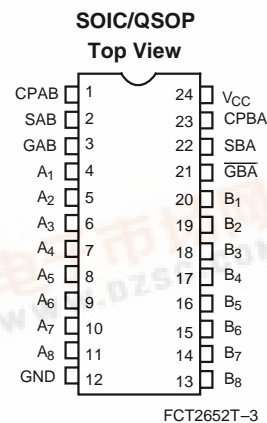 SOIC/QSOP
Top View
CPAB 1 24 VCC
SAB 2 23 CPBA
GAB 3 22 SBA
A1 4 21 GBA
A2 5 20 B1
A3 6 19 B2
A4 7 18 B3
A5 8 17 B4
A6 9 16 B5
A7 10 15 B6
A8 11 14 B7
GND 12 13 B8
FCT2652T–3